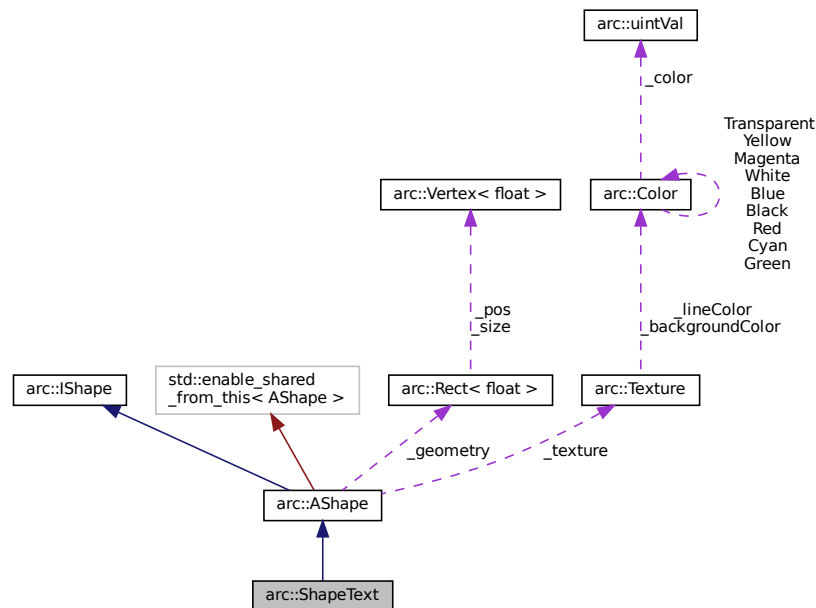 arc::uintVal
_color
Transparent
Yellow
Magenta
White
Blue
Black
Red
Cyan
Green
arc::Vertex< float >
arc::Color
_pos
_size
_lineColor
_backgroundColor
arc::IShape
std::enable_shared
_from_this< AShape >
arc::Rect< float >
arc::Texture
_geometry
_texture
arc::AShape
arc::ShapeText